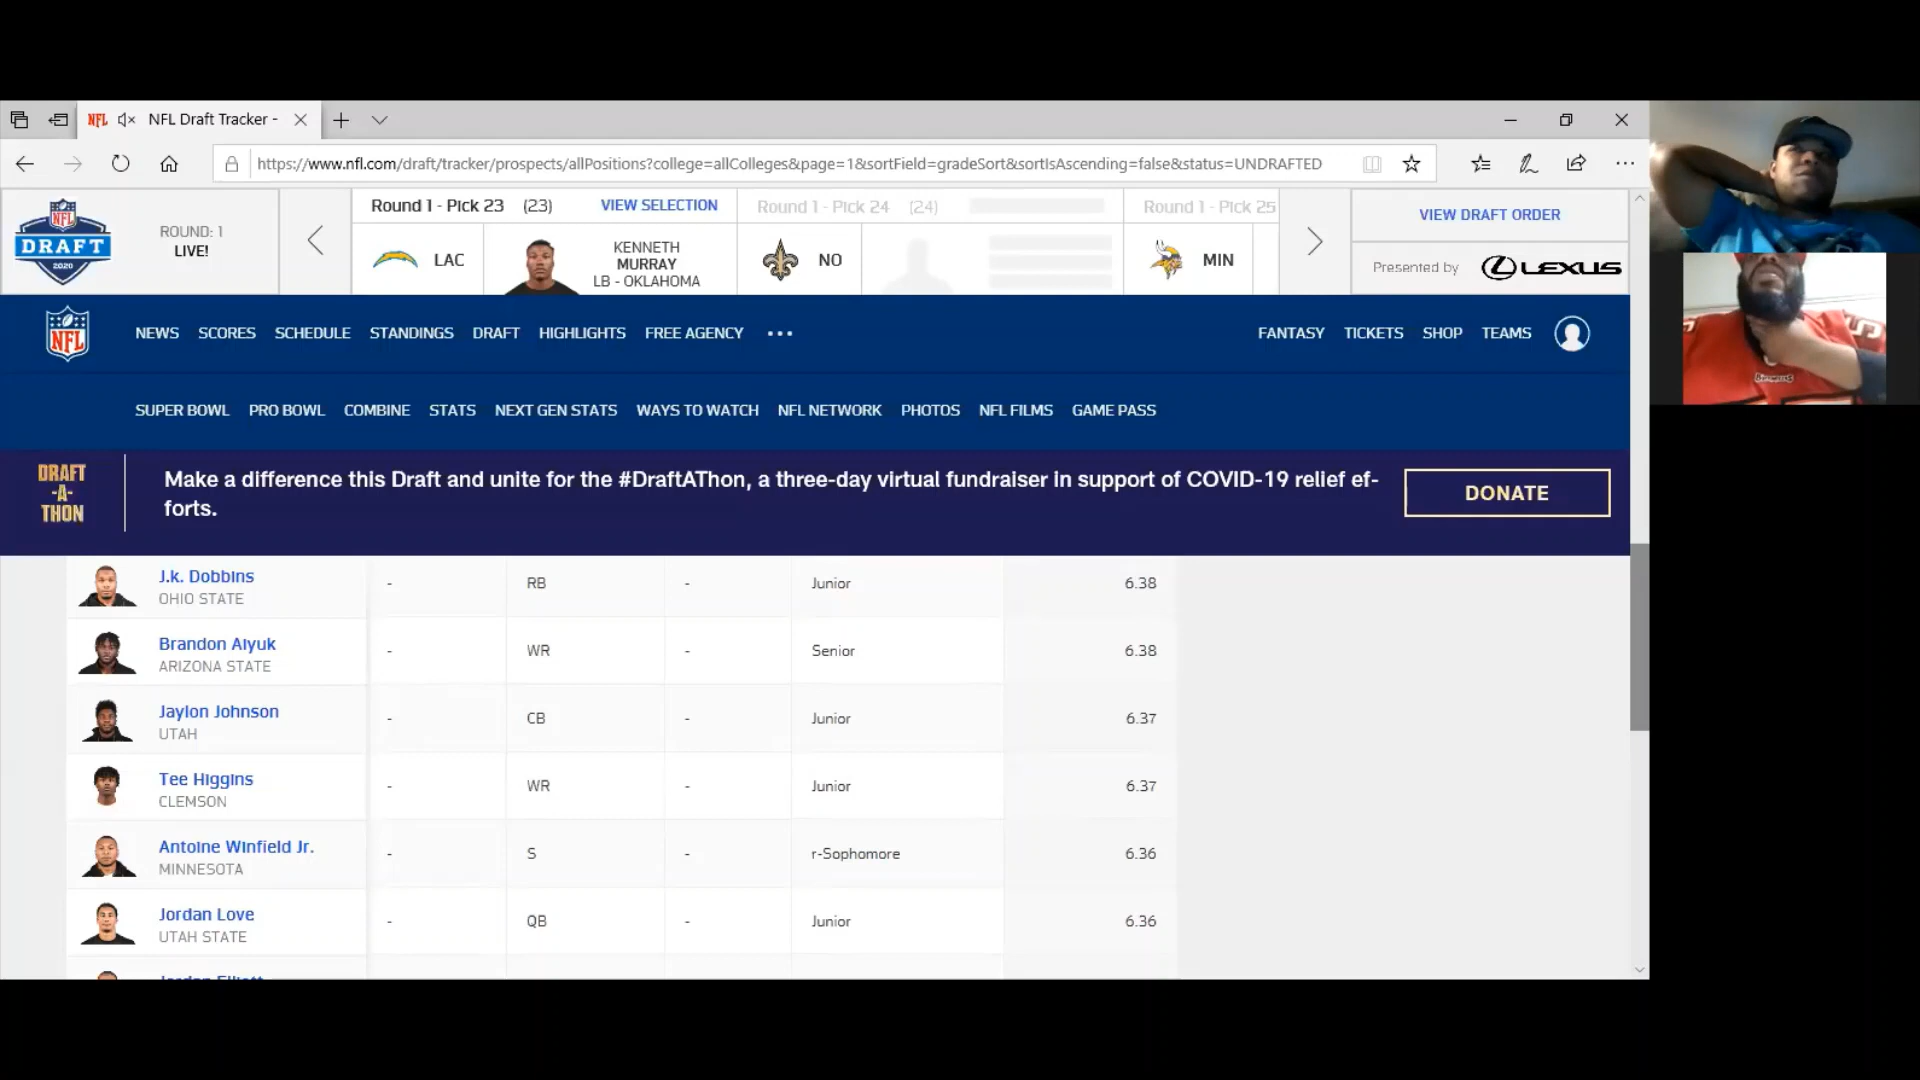 NFL
NFL Draft Tracker -
https://www.nfl.com/draft/tracker/prospects/allPositions?college=allColleges&page=1&sortField=gradeSort&sortIsAscending=false&status=UNDRAFTED
NFL
DRAFT
2020
ROUND: 1
LIVE!
Round 1 - Pick 23 (23) VIEW SELECTION
LAC
KENNETH
MURRAY
LB - OKLAHOMA
Round 1 - Pick 24 (24)
NO
Round 1 - Pick 25
MIN
VIEW DRAFT ORDER
Presented by LEXUS
NFL
NEWS SCORES SCHEDULE STANDINGS DRAFT HIGHLIGHTS FREE AGENCY
FANTASY TICKETS SHOP TEAMS
SUPER BOWL PRO BOWL COMBINE STATS NEXT GEN STATS WAYS TO WATCH NFL NETWORK PHOTOS NFL FILMS GAME PASS
DRAFT
-A-
THON
Make a difference this Draft and unite for the #DraftAThon, a three-day virtual fundraiser in support of COVID-19 relief ef-
forts.
DONATE
J.k. Dobbins
OHIO STATE
- RB - Junior 6.38
Brandon Aiyuk
ARIZONA STATE
- WR - Senior 6.38
Jaylon Johnson
UTAH
- CB - Junior 6.37
Tee Higgins
CLEMSON
- WR - Junior 6.37
Antoine Winfield Jr.
MINNESOTA
- S - r-Sophomore 6.36
Jordan Love
UTAH STATE
- QB - Junior 6.36